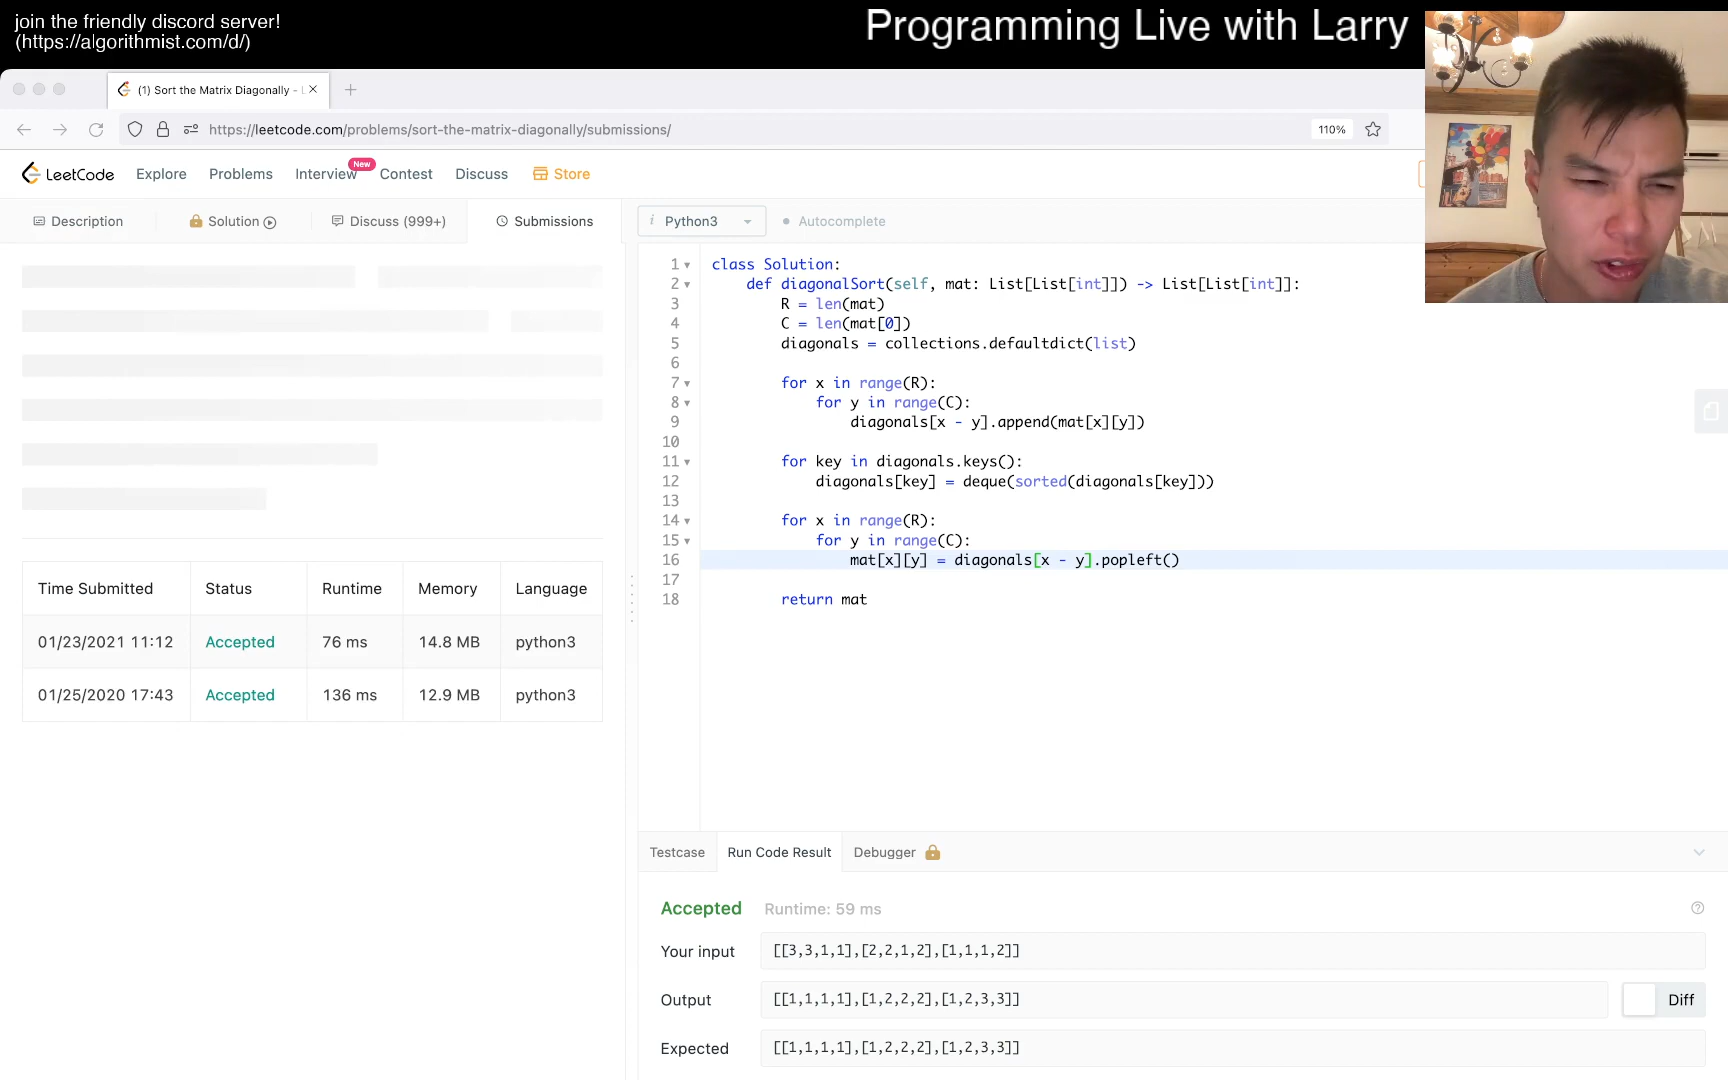 join the friendly discord server!
(https://algorithmist.com/d/)
Programming Live with Larry
(1) Sort the Matrix Diagonally - L
https://leetcode.com/problems/sort-the-matrix-diagonally/submissions/
110%
LeetCode
Explore
Problems
Interview
New
Contest
Discuss
Store
Description
Solution
Discuss (999+)
Submissions
i Python3
Autocomplete
1 class Solution:
2 def diagonalSort(self, mat: List[List[int]]) -> List[List[int]]:
3 R = len(mat)
4 C = len(mat[0])
5 diagonals = collections.defaultdict(list)
6
7 for x in range(R):
8 for y in range(C):
9 diagonals[x - y].append(mat[x][y])
10
11 for key in diagonals.keys():
12 diagonals[key] = deque(sorted(diagonals[key]))
13
14 for x in range(R):
15 for y in range(C):
16 mat[x][y] = diagonals[x - y].popleft()
17
18 return mat
Time Submitted Status Runtime Memory Language
01/23/2021 11:12 Accepted 76 ms 14.8 MB python3
01/25/2020 17:43 Accepted 136 ms 12.9 MB python3
Testcase
Run Code Result
Debugger
Accepted Runtime: 59 ms
Your input [[3,3,1,1],[2,2,1,2],[1,1,1,2]]
Output [[1,1,1,1],[1,2,2,2],[1,2,3,3]]
Diff
Expected [[1,1,1,1],[1,2,2,2],[1,2,3,3]]